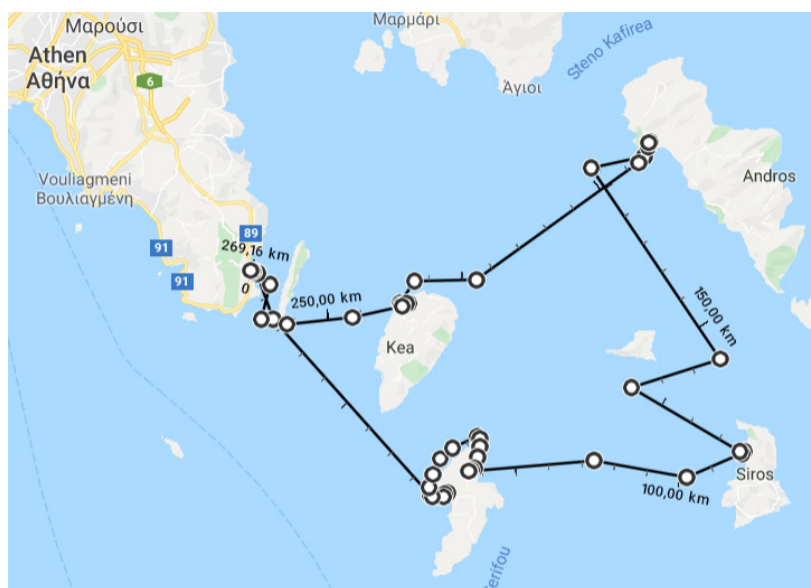 Μαρμάρι
Μαρούσι
Athen
Αθήνα
6
Steno Kafirea
Άγιοι
Andros
Vouliagmeni
Βουλιαγμένη
89
91
269,16 km
91
0
250,00 km
150,00 km
Kea
Siros
100,00 km
erifou